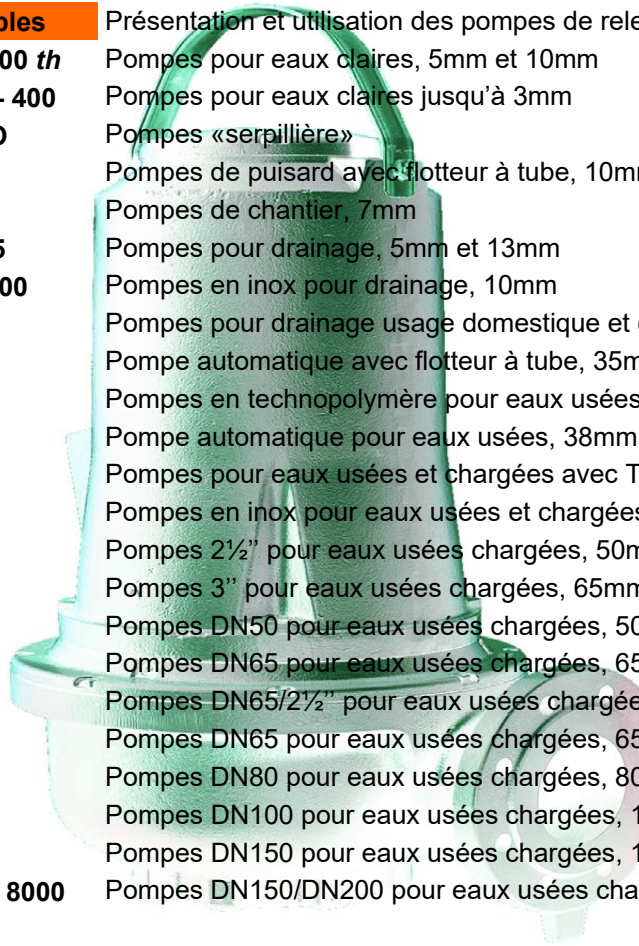 bles Présentation et utilisation des pompes de rele
00 th Pompes pour eaux claires, 5mm et 10mm
- 400 Pompes pour eaux claires jusqu'à 3mm
O Pompes «serpillière»
Pompes de puisard avec flotteur à tube, 10mm
Pompes de chantier, 7mm
5 Pompes pour drainage, 5mm et 13mm
00 Pompes en inox pour drainage, 10mm
Pompes pour drainage usage domestique et
Pompe automatique avec flotteur à tube, 35m
Pompes en technopolymère pour eaux usées
Pompe automatique pour eaux usées, 38mm
Pompes pour eaux usées et chargées avec T
Pompes en inox pour eaux usées et chargées
Pompes 2½’’ pour eaux usées chargées, 50m
Pompes 3’’ pour eaux usées chargées, 65mm
Pompes DN50 pour eaux usées chargées, 50
Pompes DN65 pour eaux usées chargées, 65
Pompes DN65/2½’’ pour eaux usées chargée
Pompes DN65 pour eaux usées chargées, 65
Pompes DN80 pour eaux usées chargées, 80
Pompes DN100 pour eaux usées chargées, 1
Pompes DN150 pour eaux usées chargées, 1
8000 Pompes DN150/DN200 pour eaux usées cha